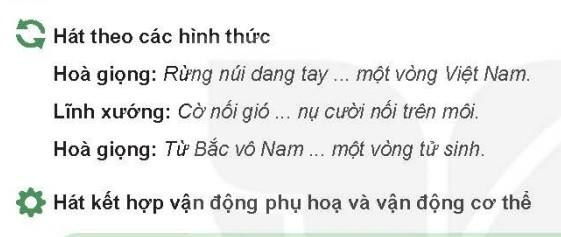 Hát theo các hình thức
Hoà giọng: Rừng núi dang tay ... một vòng Việt Nam.
Lĩnh xướng: Cờ nối gió ... nụ cười nối trên môi.
Hoà giọng: Từ Bắc vô Nam ... một vòng tử sinh.
Hát kết hợp vận động phụ hoạ và vận động cơ thể